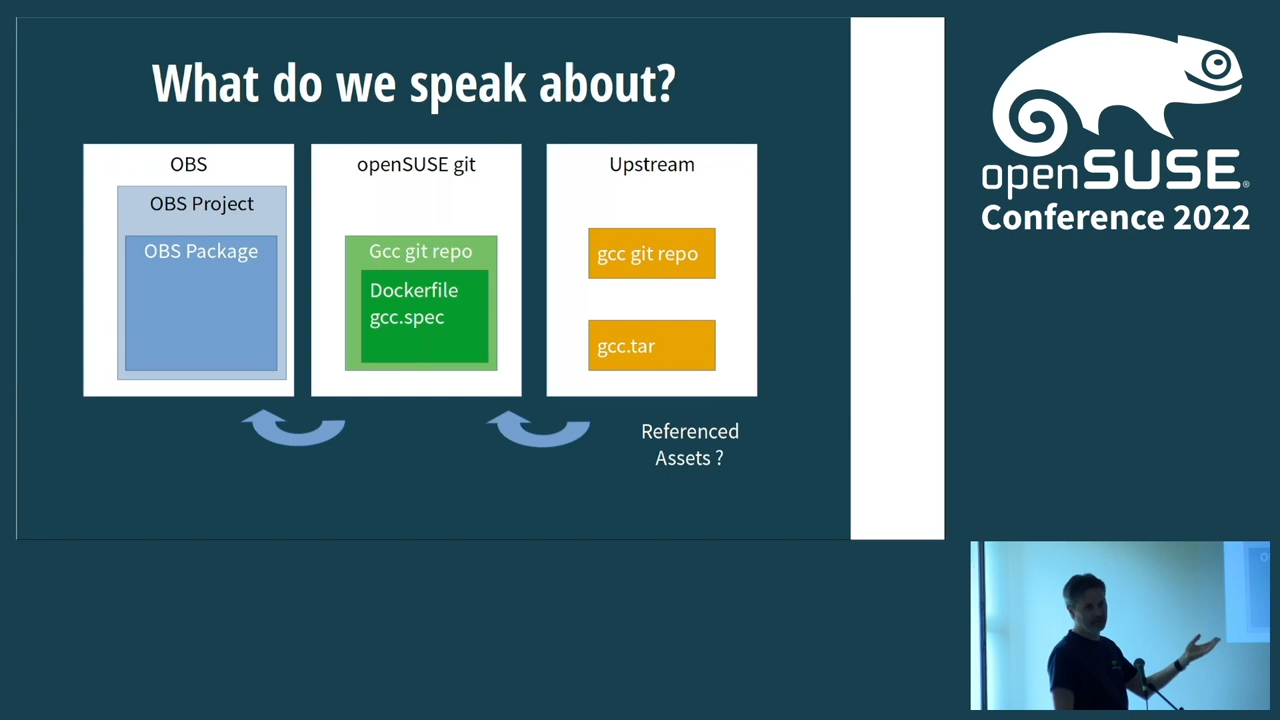 What do we speak about?
OBS
OBS Project
OBS Package
openSUSE git
Gcc git repo
Dockerfile
gcc.spec
Upstream
gcc git repo
gcc.tar
Referenced
Assets ?
openSUSE®
Conference 2022